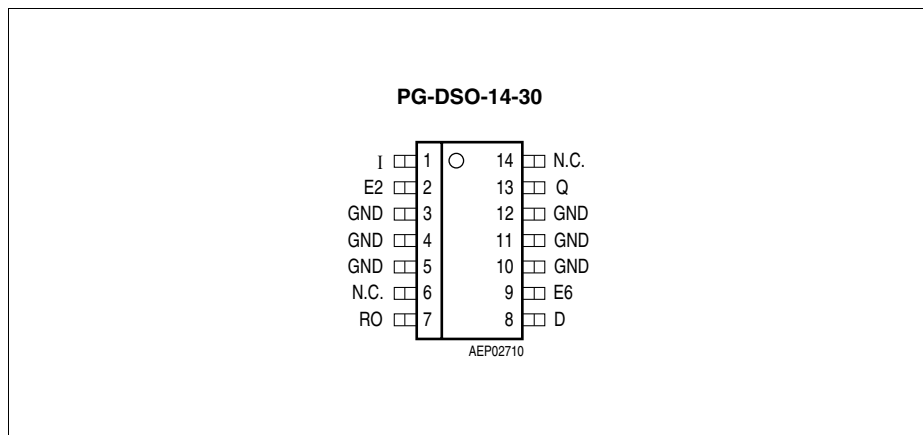 PG-DSO-14-30
I 1 14 N.C.
E2 2 13 Q
GND 3 12 GND
GND 4 11 GND
GND 5 10 GND
N.C. 6 9 E6
RO 7 8 D
AEP02710